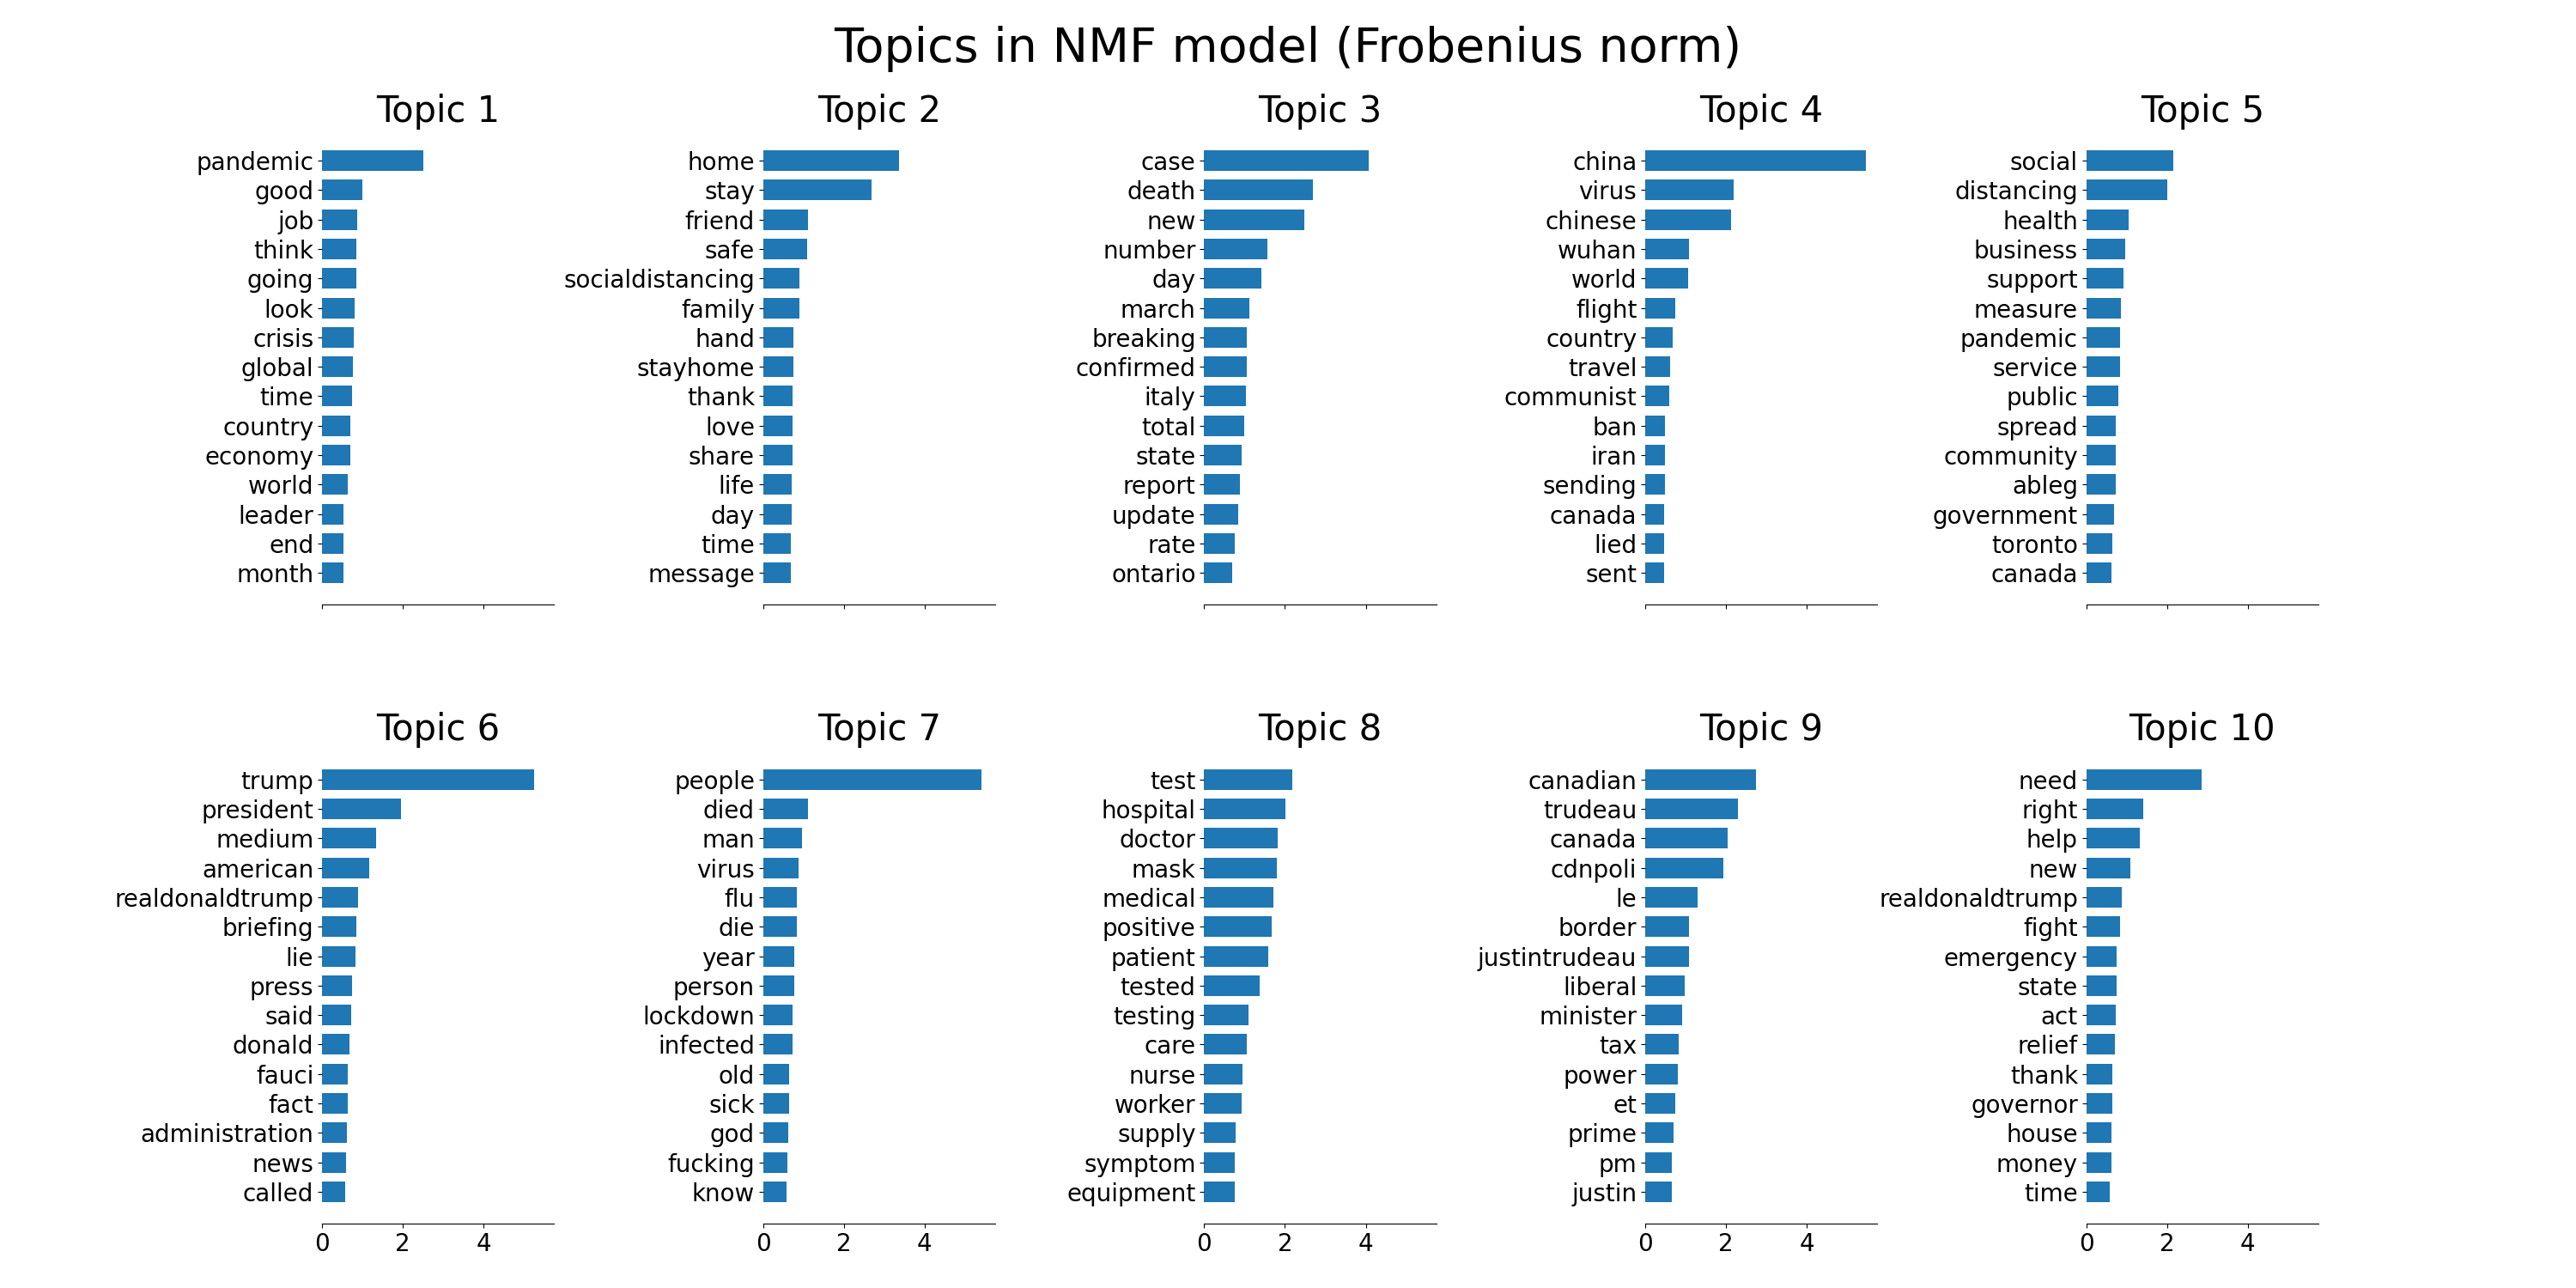 Topics in NMF model (Frobenius norm)
Topic 1
pandemic
good
job
think
going
look
crisis
global
time
country
economy
world
leader
end
month
Topic 2
home
stay
friend
safe
socialdistancing
family
hand
stayhome
thank
love
share
life
day
time
message
Topic 3
case
death
new
number
day
march
breaking
confirmed
italy
total
state
report
update
rate
ontario
Topic 4
china
virus
chinese
wuhan
world
flight
country
travel
communist
ban
iran
sending
canada
lied
sent
Topic 5
social
distancing
health
business
support
measure
pandemic
service
public
spread
community
ableg
government
toronto
canada
Topic 6
trump
president
medium
american
realdonaldtrump
briefing
lie
press
said
donald
fauci
fact
administration
news
called
0 2 4
Topic 7
people
died
man
virus
flu
die
year
person
lockdown
infected
old
sick
god
fucking
know
0 2 4
Topic 8
test
hospital
doctor
mask
medical
positive
patient
tested
testing
care
nurse
worker
supply
symptom
equipment
0 2 4
Topic 9
canadian
trudeau
canada
cdnpoli
le
border
justintrudeau
liberal
minister
tax
power
et
prime
pm
justin
0 2 4
Topic 10
need
right
help
new
realdonaldtrump
fight
emergency
state
act
relief
thank
governor
house
money
time
0 2 4